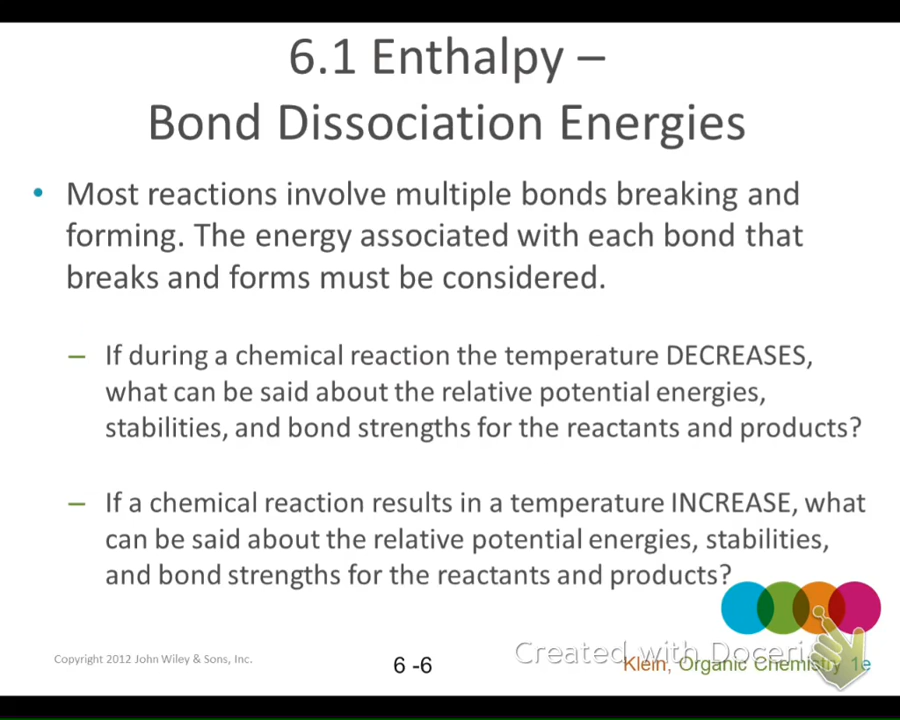 6.1 Enthalpy –
Bond Dissociation Energies
• Most reactions involve multiple bonds breaking and
forming. The energy associated with each bond that
breaks and forms must be considered.
– If during a chemical reaction the temperature DECREASES,
what can be said about the relative potential energies,
stabilities, and bond strengths for the reactants and products?
– If a chemical reaction results in a temperature INCREASE, what
can be said about the relative potential energies, stabilities,
and bond strengths for the reactants and products?
Copyright 2012 John Wiley & Sons, Inc.
6 -6
Created with Doceri
Klein, Organic Chemistry 1e